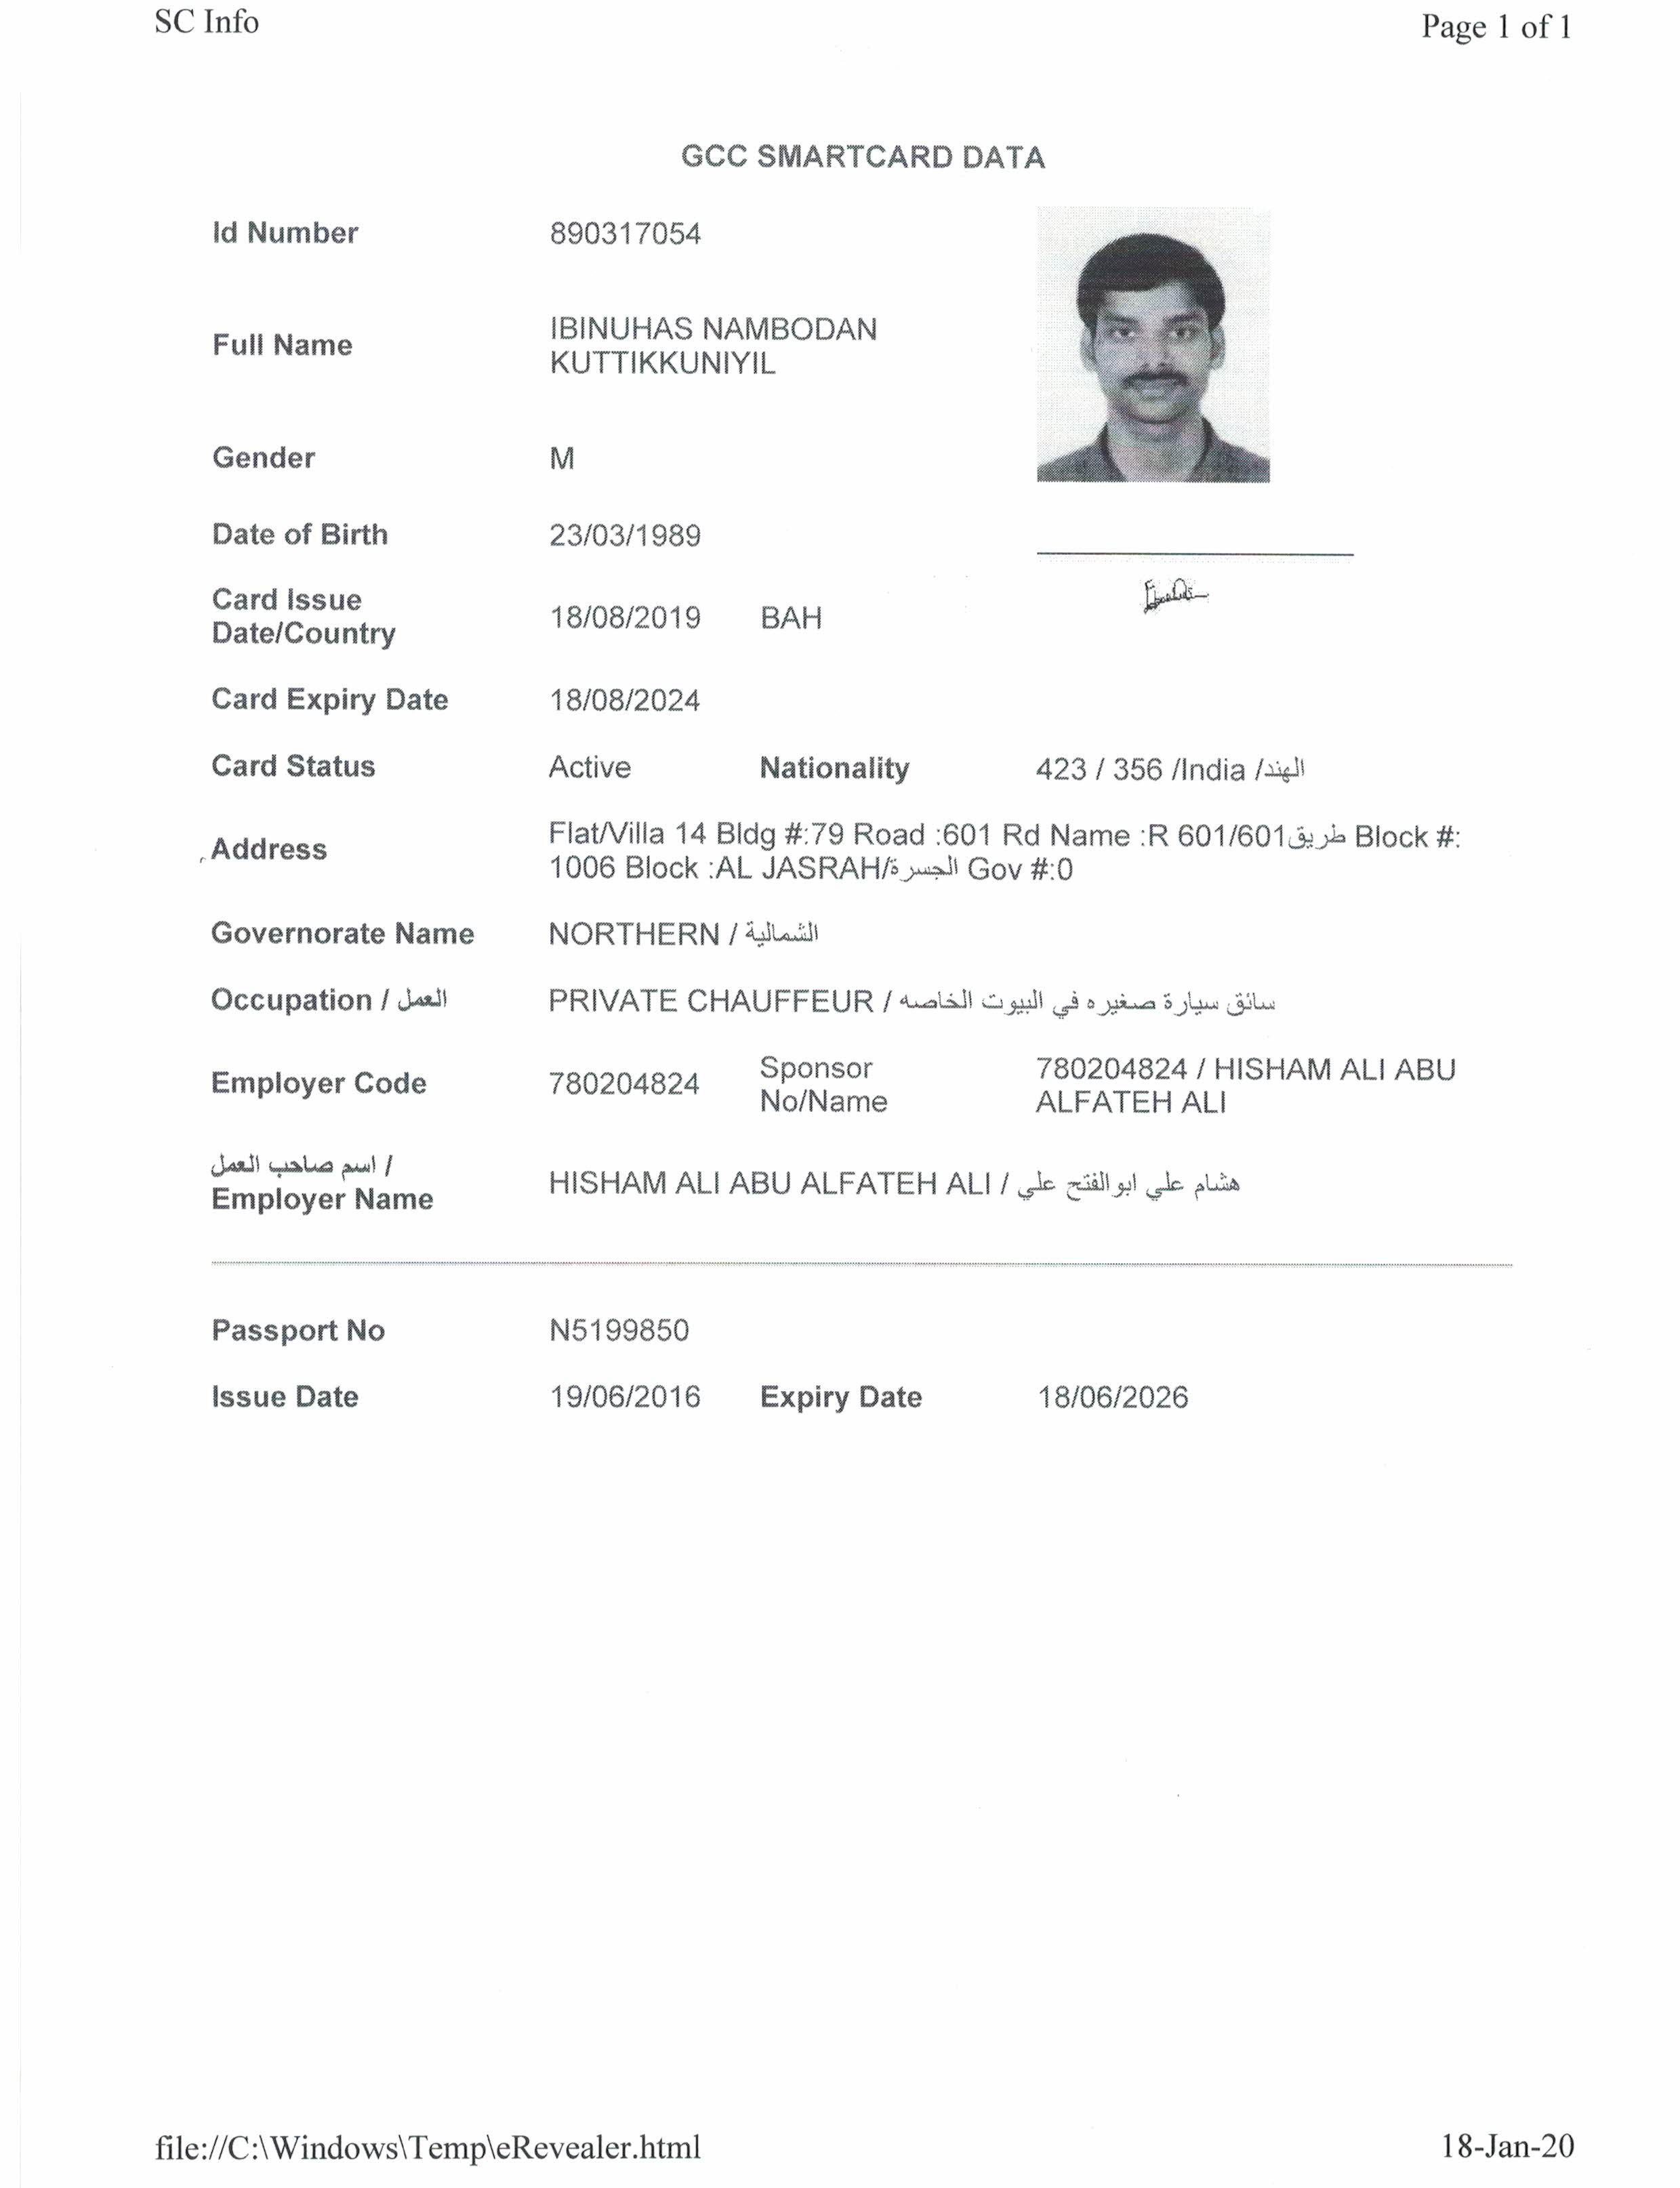 SC Info
Page 1 of 1
GCC SMARTCARD DATA
Id Number 890317054
Full Name IBINUHAS NAMBODAN KUTTIKKUNIYIL
Gender M
Date of Birth 23/03/1989
Card Issue Date/Country 18/08/2019 BAH
Card Expiry Date 18/08/2024
Card Status Active Nationality 423 / 356 /India /الهند
Address Flat/Villa 14 Bldg #:79 Road :601 Rd Name :R 601/601طريق Block #:
1006 Block :AL JASRAH/الجسرة Gov #:0
Governorate Name NORTHERN / الشمالية
Occupation / العمل PRIVATE CHAUFFEUR / سائق سيارة صغيره في البيوت الخاصه
Employer Code 780204824 Sponsor No/Name 780204824 / HISHAM ALI ABU ALFATEH ALI
اسم صاحب العمل /
Employer Name HISHAM ALI ABU ALFATEH ALI / هشام علي ابوالفتح علي
Passport No N5199850
Issue Date 19/06/2016 Expiry Date 18/06/2026
file://C:\Windows\Temp\eRevealer.html
18-Jan-20